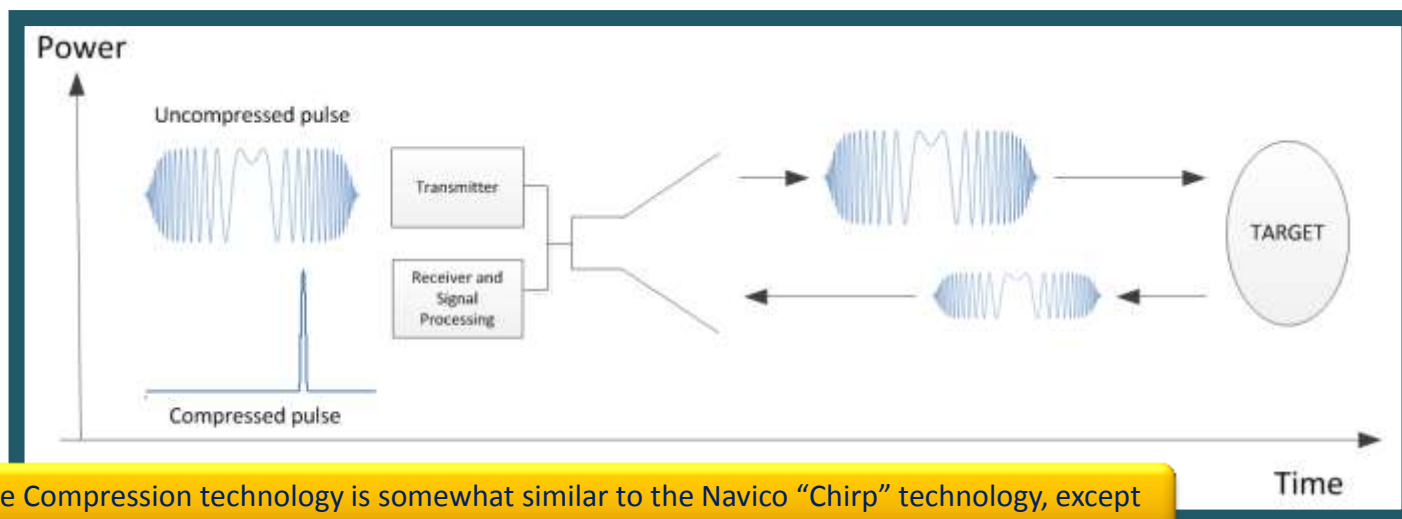 Power
Uncompressed pulse
Transmitter
Receiver and
Signal
Processing
TARGET
Compressed pulse
Time
e Compression technology is somewhat similar to the Navico “Chirp” technology, except